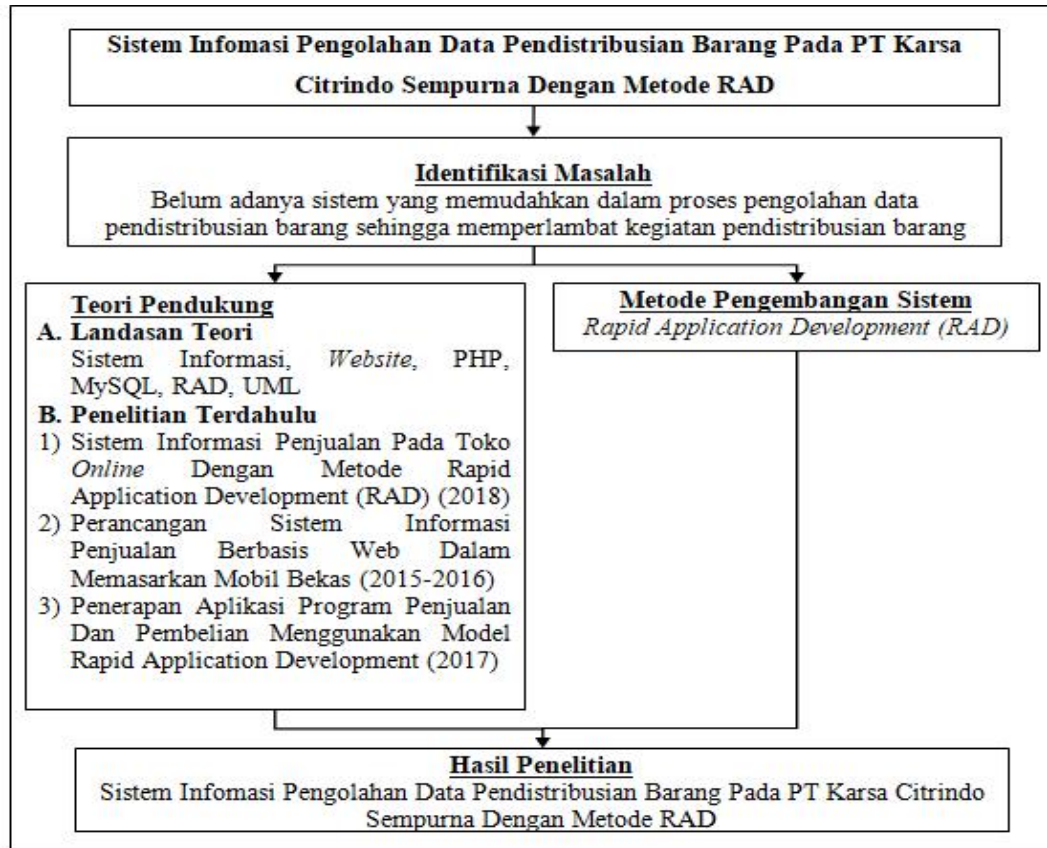 Sistem Infomasi Pengolahan Data Pendistribusian Barang Pada PT Karsa
Citrindo Sempurna Dengan Metode RAD
Identifikasi Masalah
Belum adanya sistem yang memudahkan dalam proses pengolahan data
pendistribusian barang sehingga memperlambat kegiatan pendistribusian barang
Teori Pendukung
A. Landasan Teori
Sistem Informasi, Website, PHP,
MySQL, RAD, UML
B. Penelitian Terdahulu
1) Sistem Informasi Penjualan Pada Toko
Online Dengan Metode Rapid
Application Development (RAD) (2018)
2) Perancangan Sistem Informasi
Penjualan Berbasis Web Dalam
Memasarkan Mobil Bekas (2015-2016)
3) Penerapan Aplikasi Program Penjualan
Dan Pembelian Menggunakan Model
Rapid Application Development (2017)
Metode Pengembangan Sistem
Rapid Application Development (RAD)
Hasil Penelitian
Sistem Infomasi Pengolahan Data Pendistribusian Barang Pada PT Karsa Citrindo
Sempurna Dengan Metode RAD